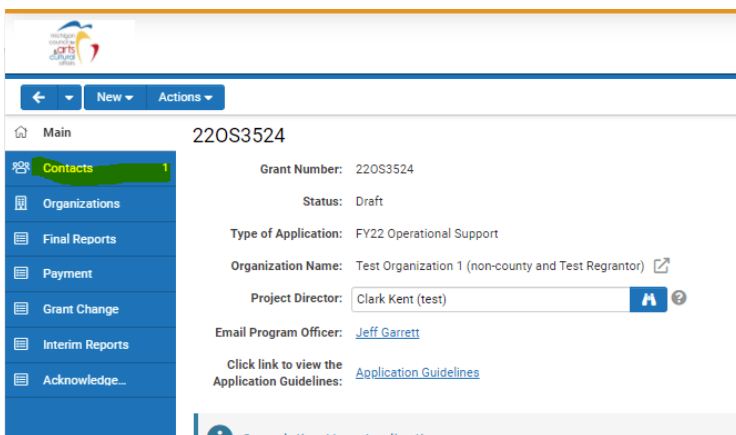 michigan
council for
arts
cultural
affairs
New
Actions
Main
Contacts 1
Organizations
Final Reports
Payment
Grant Change
Interim Reports
Acknowledge...
22OS3524
Grant Number: 22OS3524
Status: Draft
Type of Application: FY22 Operational Support
Organization Name: Test Organization 1 (non-county and Test Regrantor)
Project Director: Clark Kent (test)
Email Program Officer: Jeff Garrett
Click link to view the
Application Guidelines: Application Guidelines